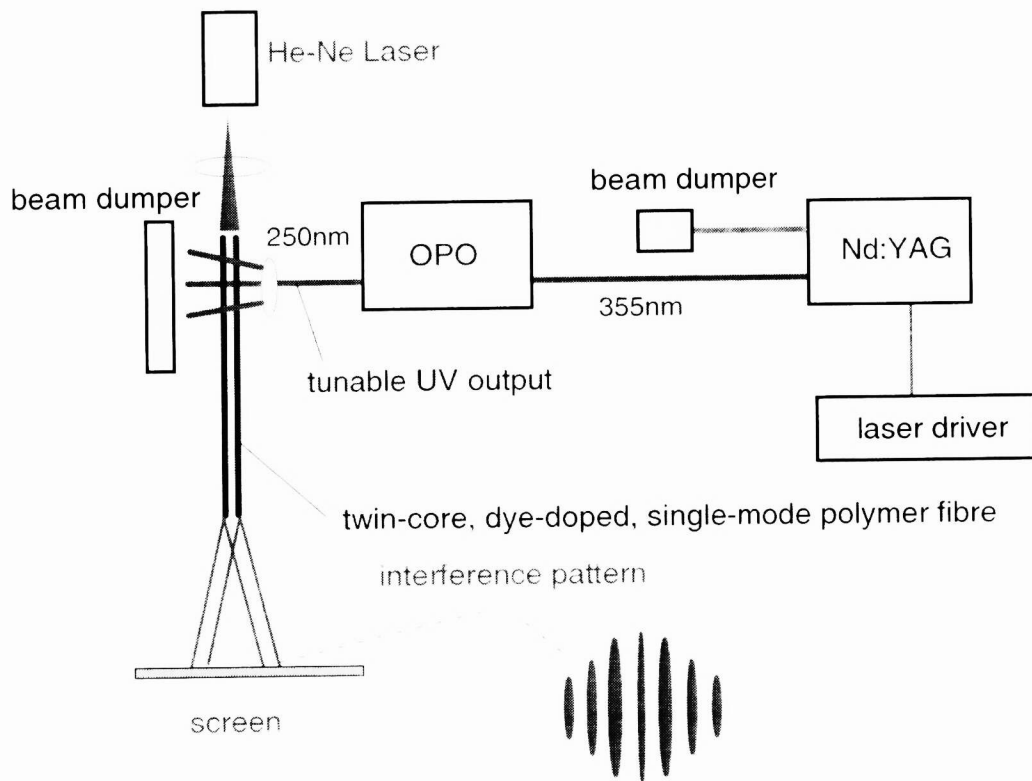 He-Ne Laser
beam dumper
beam dumper
250nm
OPO
Nd:YAG
355nm
tunable UV output
laser driver
twin-core, dye-doped, single-mode polymer fibre
interference pattern
screen